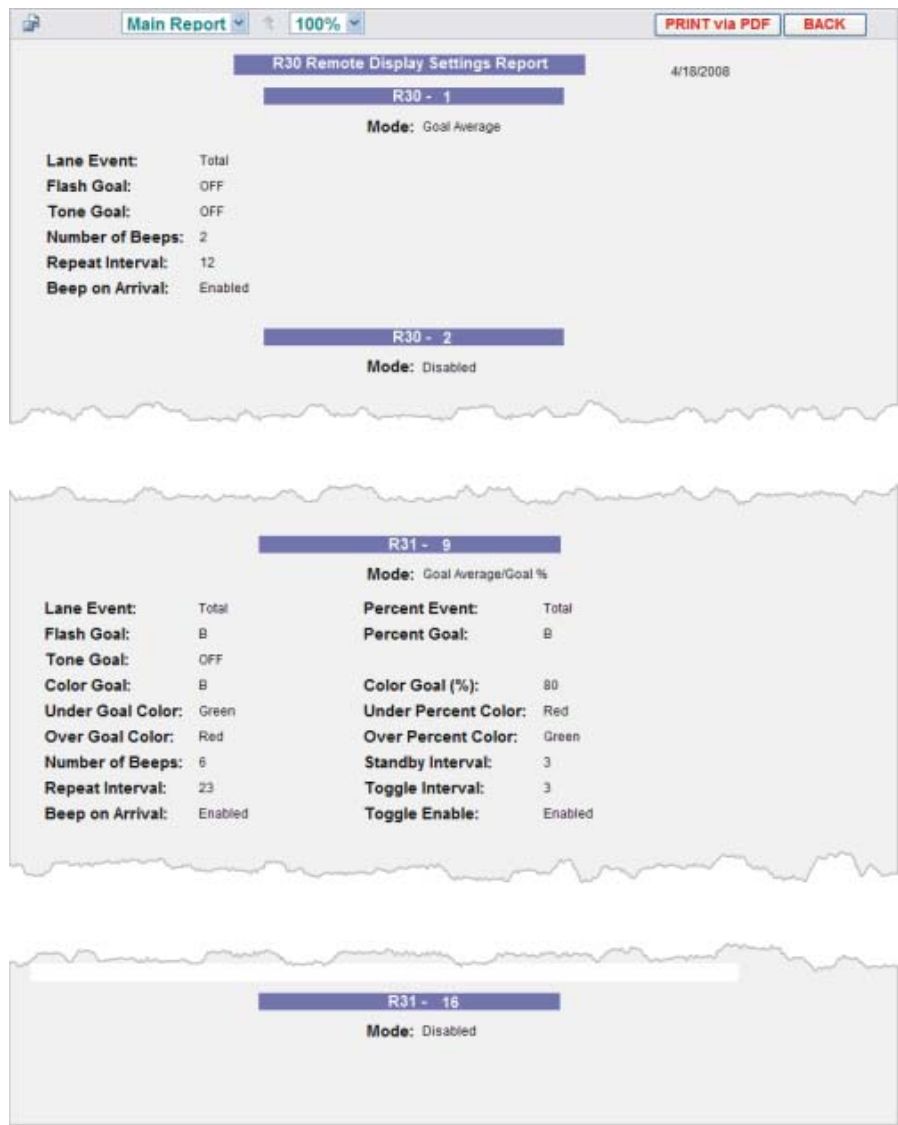 Main Report 100% PRINT via PDF BACK
R30 Remote Display Settings Report
4/18/2008
R30 - 1
Mode: Goal Average
Lane Event: Total
Flash Goal: OFF
Tone Goal: OFF
Number of Beeps: 2
Repeat Interval: 12
Beep on Arrival: Enabled
R30 - 2
Mode: Disabled
R31 - 9
Mode: Goal Average/Goal %
Lane Event: Total Percent Event: Total
Flash Goal: B Percent Goal: B
Tone Goal: OFF
Color Goal: B Color Goal (%): 80
Under Goal Color: Green Under Percent Color: Red
Over Goal Color: Red Over Percent Color: Green
Number of Beeps: 6 Standby Interval: 3
Repeat Interval: 23 Toggle Interval: 3
Beep on Arrival: Enabled Toggle Enable: Enabled
R31 - 16
Mode: Disabled